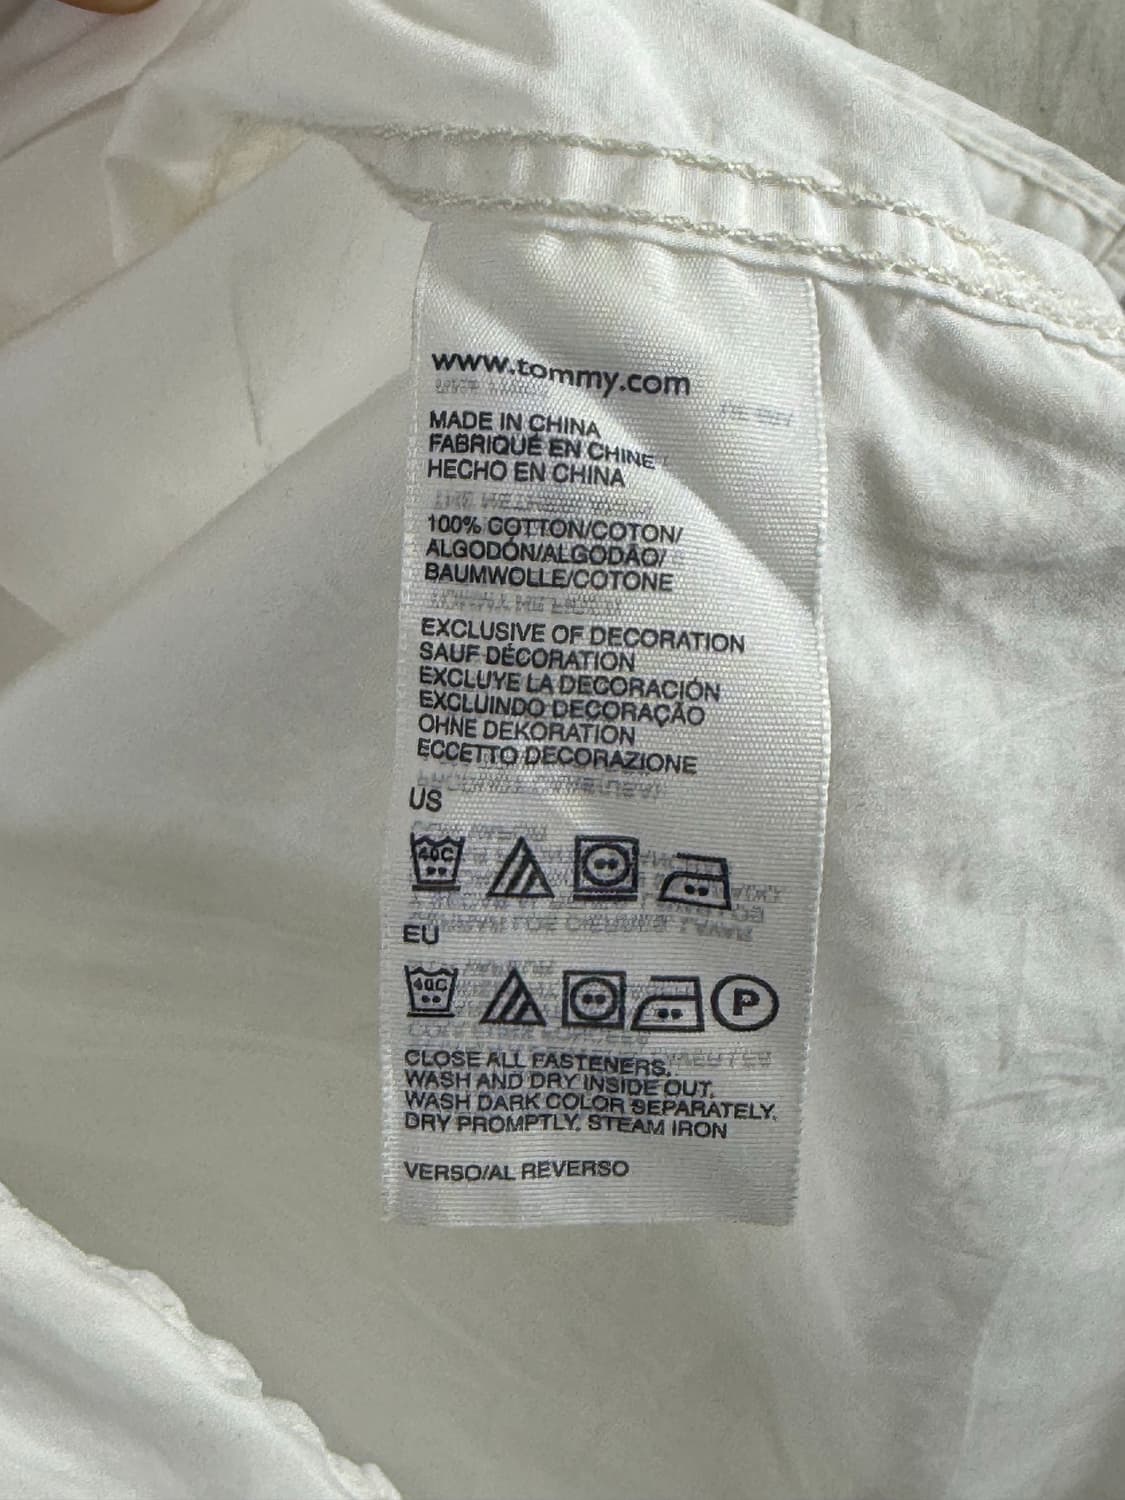 www.tommy.com
MADE IN CHINA
FABRIQUÉ EN CHINE
HECHO EN CHINA
100% COTTON/COTON/
ALGODÓN/ALGODÃO/
BAUMWOLLE/COTONE
EXCLUSIVE OF DECORATION
SAUF DÉCORATION
EXCLUYE LA DECORACIÓN
EXCLUINDO DECORAÇÃO
OHNE DEKORATION
ECCETTO DECORAZIONE
US
40C
EU
40C P
CLOSE ALL FASTENERS.
WASH AND DRY INSIDE OUT.
WASH DARK COLOR SEPARATELY.
DRY PROMPTLY. STEAM IRON
VERSO/AL REVERSO